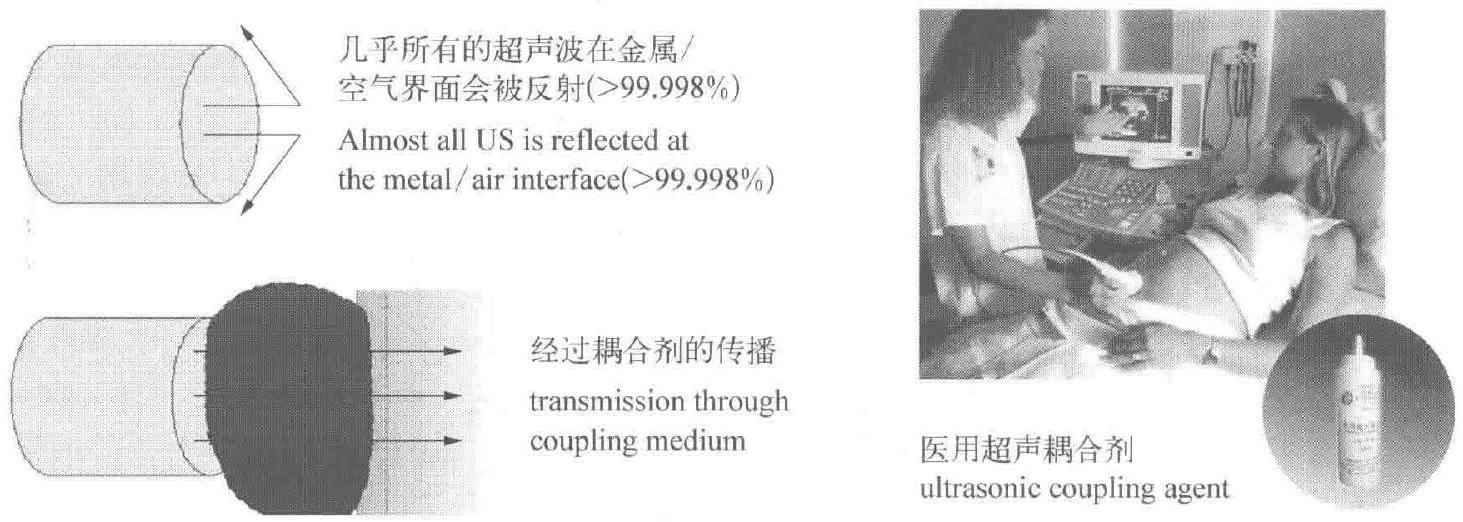 几乎所有的超声波在金属/
空气界面会被反射(>99.998%)
Almost all US is reflected at
the metal/air interface(>99.998%)
经过耦合剂的传播
transmission through
coupling medium
医用超声耦合剂
ultrasonic coupling agent